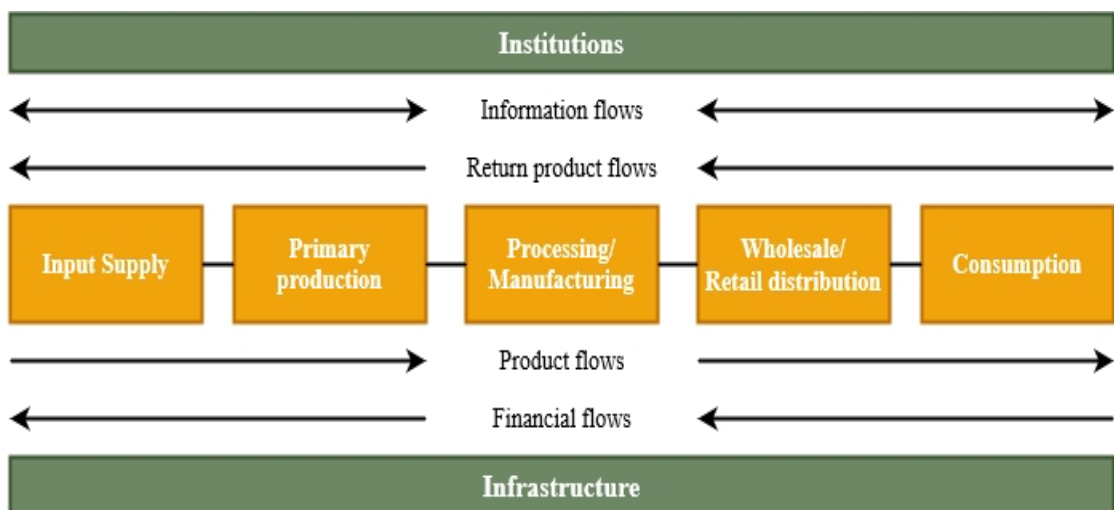 Institutions
Information flows
Return product flows
Input Supply
Primary
production
Processing/
Manufacturing
Wholesale/
Retail distribution
Consumption
Product flows
Financial flows
Infrastructure